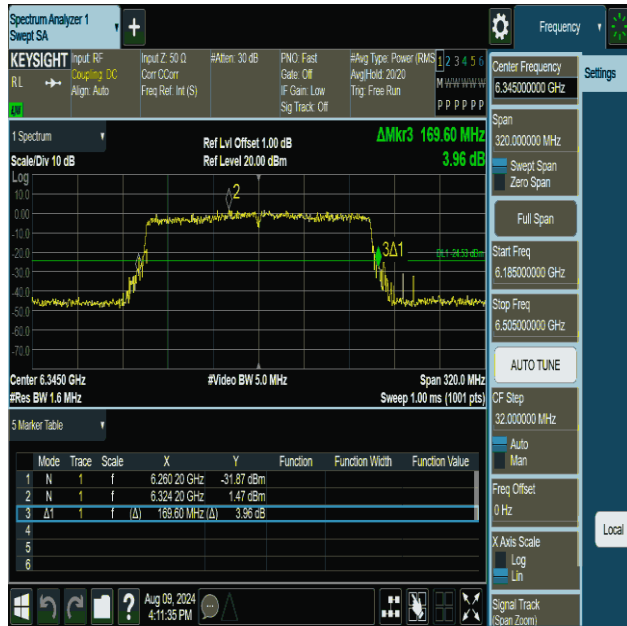 Spectrum Analyzer 1
Swept SA
Frequency
KEYSIGHT
RL
Input: RF
Coupling: DC
Align: Auto
Input Z: 50 Ω
Corr CCorr
Freq Ref: Int (S)
#Atten: 30 dB
PNO: Fast
Gate: Off
IF Gain: Low
Sig Track: Off
#Avg Type: Power (RMS
Avg|Hold: 20/20
Trig: Free Run
1 2 3 4 5 6
M W W W W W
P P P P P P
1 Spectrum
Scale/Div 10 dB
Ref Lvl Offset 1.00 dB
Ref Level 20.00 dBm
ΔMkr3 169.60 MHz
3.96 dB
Log
10.0
0.00
-10.0
-20.0
-30.0
-40.0
-50.0
-60.0
-70.0
2
3Δ1
DL1 -24.53 dBm
Center 6.3450 GHz
#Res BW 1.6 MHz
#Video BW 5.0 MHz
Span 320.0 MHz
Sweep 1.00 ms (1001 pts)
5 Marker Table
Mode Trace Scale X Y Function Function Width Function Value
1 N 1 f 6.260 20 GHz -31.87 dBm
2 N 1 f 6.324 20 GHz 1.47 dBm
3 Δ1 1 f (Δ) 169.60 MHz (Δ) 3.96 dB
4
5
6
?
Aug 09, 2024
4:11:35 PM
Center Frequency
6.345000000 GHz
Settings
Span
320.000000 MHz
Swept Span
Zero Span
Full Span
Start Freq
6.185000000 GHz
Stop Freq
6.505000000 GHz
AUTO TUNE
CF Step
32.000000 MHz
Auto
Man
Freq Offset
0 Hz
Local
X Axis Scale
Log
Lin
Signal Track
(Span Zoom)